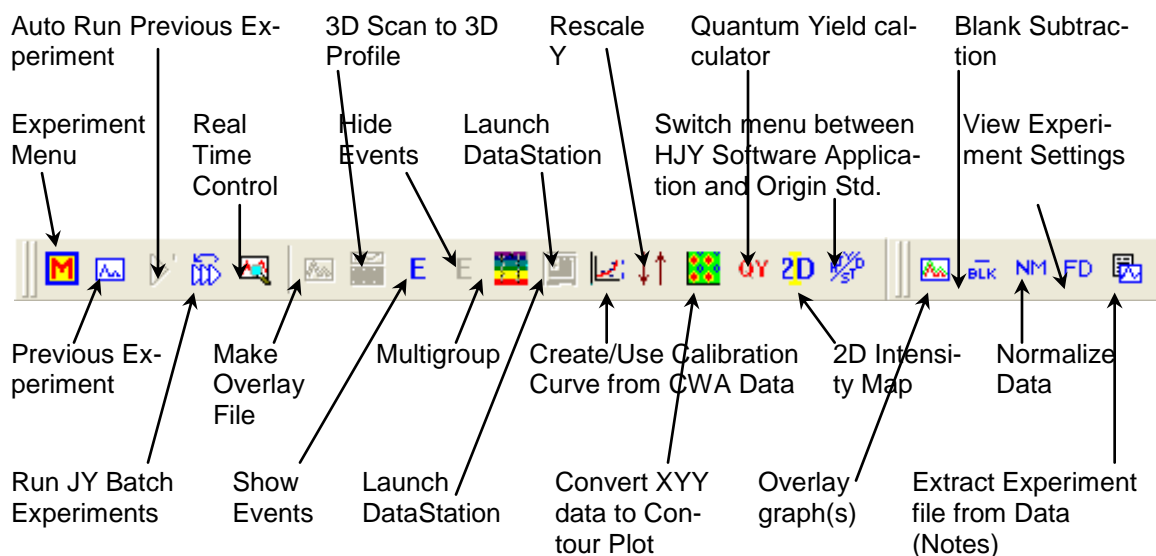 Auto Run Previous Ex-
periment
3D Scan to 3D
Profile
Rescale
Y
Quantum Yield cal-
culator
Blank Subtrac-
tion
Experiment
Menu
Real
Time
Control
Hide
Events
Launch
DataStation
Switch menu between
HJY Software Applica-
tion and Origin Std.
View Experi-
ment Settings
M
E
E
QY
2D
BLK
NM
FD
Previous Ex-
periment
Make
Overlay
File
Multigroup
Create/Use Calibration
Curve from CWA Data
2D Intensi-
ty Map
Normalize
Data
Run JY Batch
Experiments
Show
Events
Launch
DataStation
Convert XYY
data to Con-
tour Plot
Overlay
graph(s)
Extract Experiment
file from Data
(Notes)